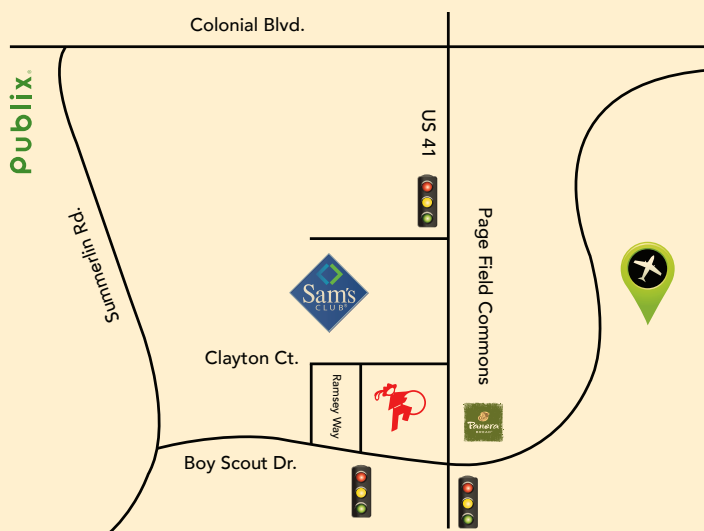 Colonial Blvd.
Publix®
US 41
Summerlin Rd.
Page Field Commons
Sam's
CLUB®
Clayton Ct.
Ramsey Way
Panera
BREAD®
Boy Scout Dr.